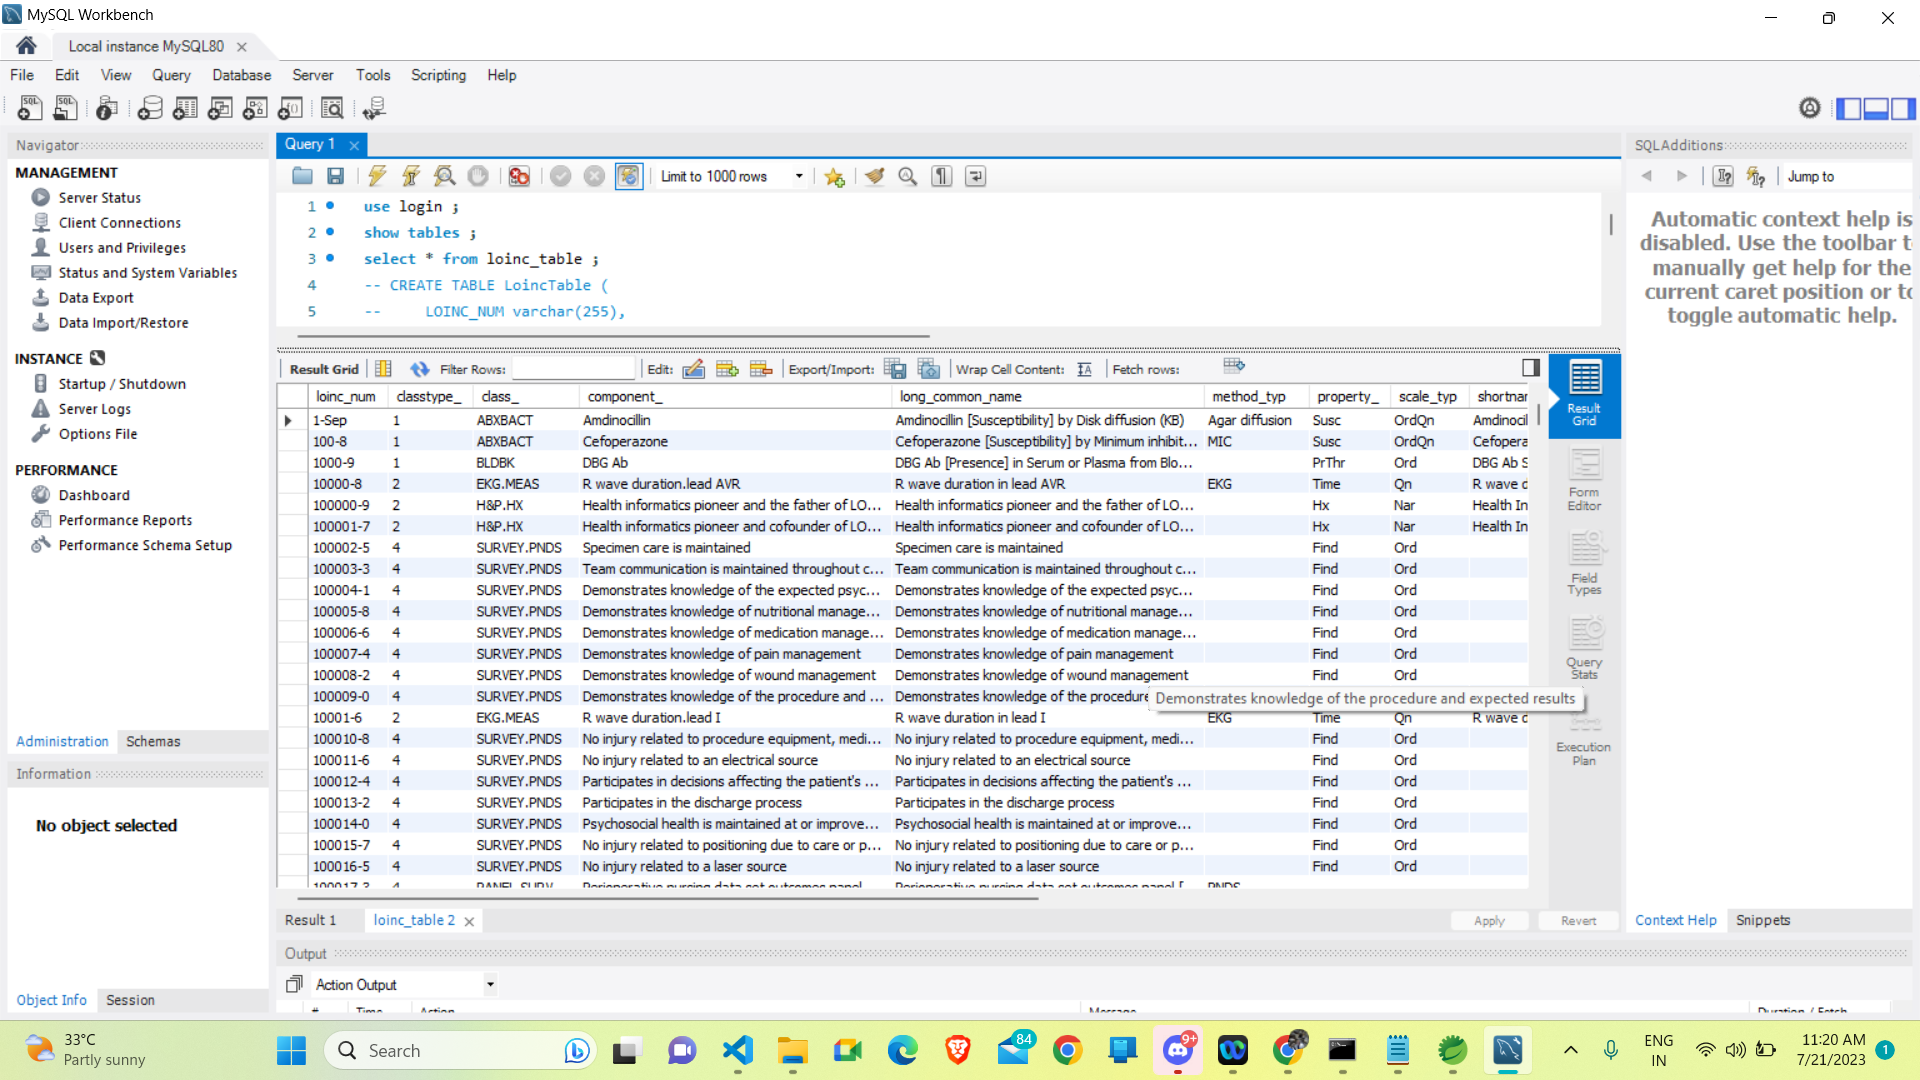 MySQL Workbench
Local instance MySQL80
File Edit View Query Database Server Tools Scripting Help
Navigator
MANAGEMENT
Server Status
Client Connections
Users and Privileges
Status and System Variables
Data Export
Data Import/Restore
INSTANCE
Startup / Shutdown
Server Logs
Options File
PERFORMANCE
Dashboard
Performance Reports
Performance Schema Setup
Administration Schemas
Information
No object selected
Object Info Session
Query 1
Limit to 1000 rows
1 use login ;
2 show tables ;
3 select * from loinc_table ;
4 -- CREATE TABLE LoincTable (
5 -- LOINC_NUM varchar(255),
Result Grid Filter Rows: Edit: Export/Import: Wrap Cell Content: Fetch rows:
loinc_num classtype_ class_ component_ long_common_name method_typ property_ scale_typ shortnar
1-Sep 1 ABXBACT Amdinocillin Amdinocillin [Susceptibility] by Disk diffusion (KB) Agar diffusion Susc OrdQn Amdinocil
100-8 1 ABXBACT Cefoperazone Cefoperazone [Susceptibility] by Minimum inhibit... MIC Susc OrdQn Cefopera
1000-9 1 BLDBK DBG Ab DBG Ab [Presence] in Serum or Plasma from Blo... PrThr Ord DBG Ab S
10000-8 2 EKG.MEAS R wave duration.lead AVR R wave duration in lead AVR EKG Time Qn R wave d
100000-9 2 H&P.HX Health informatics pioneer and the father of LO... Health informatics pioneer and the father of LO... Hx Nar Health In
100001-7 2 H&P.HX Health informatics pioneer and cofounder of LO... Health informatics pioneer and cofounder of LO... Hx Nar Health In
100002-5 4 SURVEY.PNDS Specimen care is maintained Specimen care is maintained Find Ord
100003-3 4 SURVEY.PNDS Team communication is maintained throughout c... Team communication is maintained throughout c... Find Ord
100004-1 4 SURVEY.PNDS Demonstrates knowledge of the expected psyc... Demonstrates knowledge of the expected psyc... Find Ord
100005-8 4 SURVEY.PNDS Demonstrates knowledge of nutritional manage... Demonstrates knowledge of nutritional manage... Find Ord
100006-6 4 SURVEY.PNDS Demonstrates knowledge of medication manage... Demonstrates knowledge of medication manage... Find Ord
100007-4 4 SURVEY.PNDS Demonstrates knowledge of pain management Demonstrates knowledge of pain management Find Ord
100008-2 4 SURVEY.PNDS Demonstrates knowledge of wound management Demonstrates knowledge of wound management Find Ord
100009-0 4 SURVEY.PNDS Demonstrates knowledge of the procedure and ... Demonstrates knowledge of the procedure
Demonstrates knowledge of the procedure and expected results
10001-6 2 EKG.MEAS R wave duration.lead I R wave duration in lead I EKG Time Qn R wave d
100010-8 4 SURVEY.PNDS No injury related to procedure equipment, medi... No injury related to procedure equipment, medi... Find Ord
100011-6 4 SURVEY.PNDS No injury related to an electrical source No injury related to an electrical source Find Ord
100012-4 4 SURVEY.PNDS Participates in decisions affecting the patient's ... Participates in decisions affecting the patient's ... Find Ord
100013-2 4 SURVEY.PNDS Participates in the discharge process Participates in the discharge process Find Ord
100014-0 4 SURVEY.PNDS Psychosocial health is maintained at or improve... Psychosocial health is maintained at or improve... Find Ord
100015-7 4 SURVEY.PNDS No injury related to positioning due to care or p... No injury related to positioning due to care or p... Find Ord
100016-5 4 SURVEY.PNDS No injury related to a laser source No injury related to a laser source Find Ord
100017-3 4 PANEL.SURV Perioperative nursing data set outcomes panel Perioperative nursing data set outcomes panel [ PNDS
Result 1 loinc_table 2 Apply Revert
Result
Grid
Form
Editor
Field
Types
Query
Stats
Execution
Plan
Output
Action Output
# Time Action Message Duration / Fetch
SQLAdditions
Jump to
Automatic context help is
disabled. Use the toolbar t
manually get help for the
current caret position or to
toggle automatic help.
Context Help Snippets
33°C
Partly sunny
Search
84
9+
ENG
IN
11:20 AM
7/21/2023
1